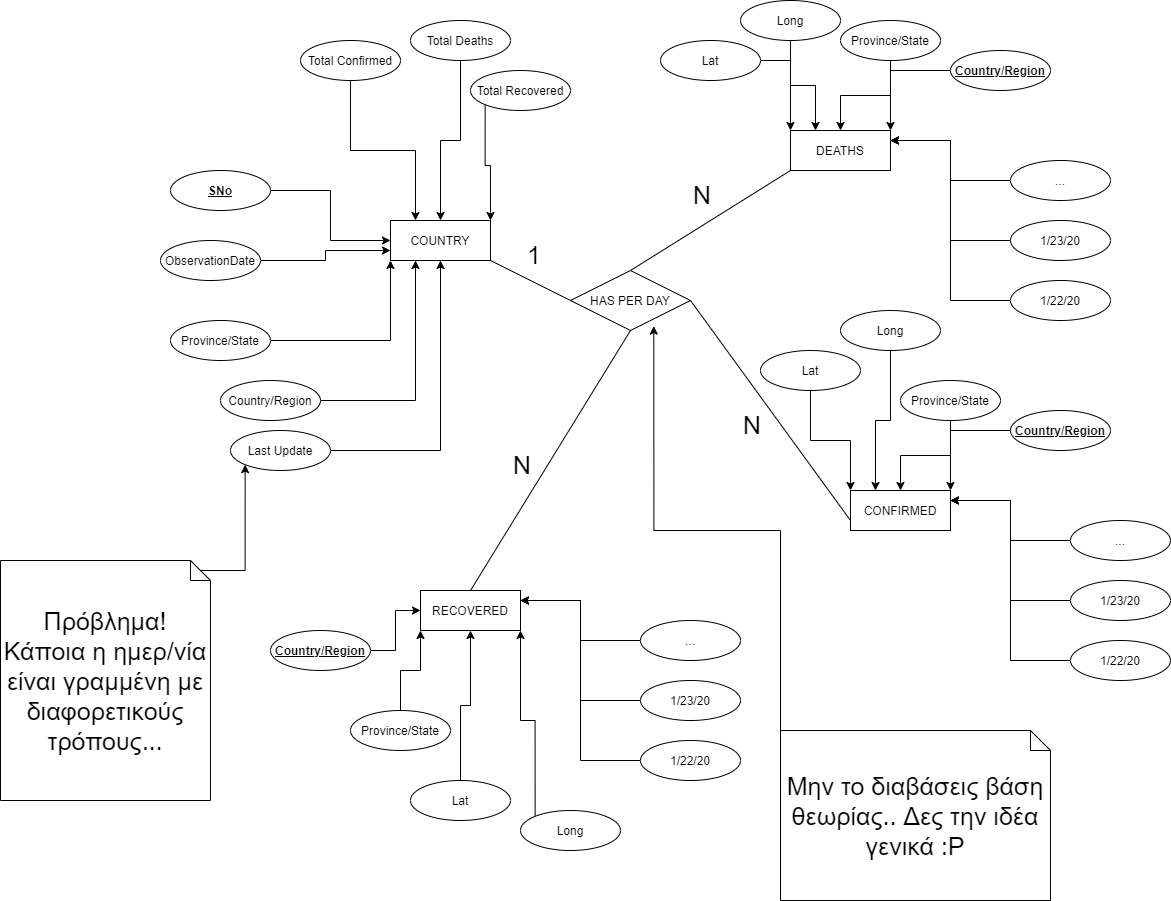 Long
Total Deaths
Province/State
Total Confirmed
Lat
Country/Region
Total Recovered
DEATHS
...
SNo
N
COUNTRY
1/23/20
1
ObservationDate
HAS PER DAY
1/22/20
Long
Province/State
Lat
Country/Region
Province/State
N
Country/Region
Last Update
N
CONFIRMED
...
1/23/20
RECOVERED
Πρόβλημα!
Κάποια η ημερ/νία
είναι γραμμένη με
διαφορετικούς
τρόπους...
Country/Region
...
1/22/20
1/23/20
Province/State
1/22/20
Lat
Long
Μην το διαβάσεις βάση
θεωρίας.. Δες την ιδέα
γενικά :P